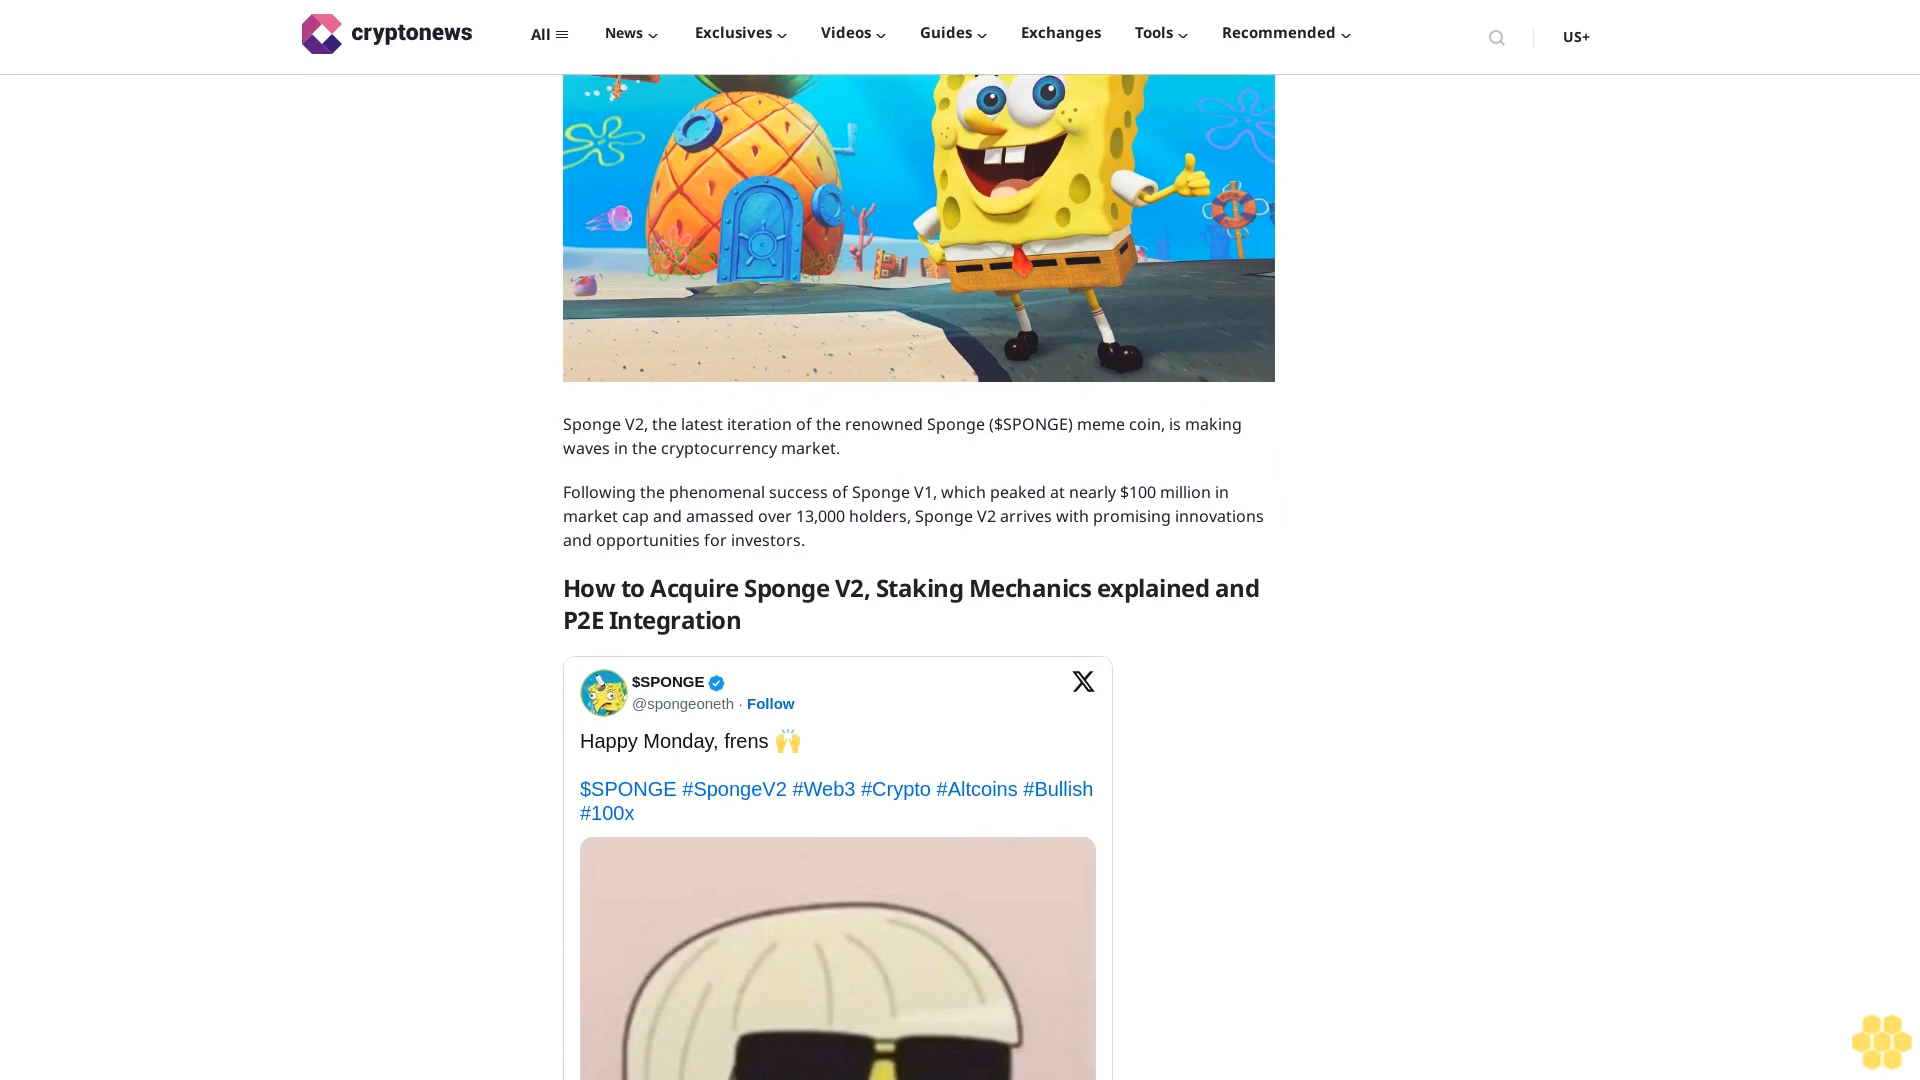 cryptonews
All
News
Exclusives
Videos
Guides
Exchanges
Tools
Recommended
US+
Sponge V2, the latest iteration of the renowned Sponge ($SPONGE) meme coin, is making
waves in the cryptocurrency market.
Following the phenomenal success of Sponge V1, which peaked at nearly $100 million in
market cap and amassed over 13,000 holders, Sponge V2 arrives with promising innovations
and opportunities for investors.
How to Acquire Sponge V2, Staking Mechanics explained and
P2E Integration
$SPONGE
@spongeoneth · Follow
Happy Monday, frens 🙌
$SPONGE #SpongeV2 #Web3 #Crypto #Altcoins #Bullish
#100x